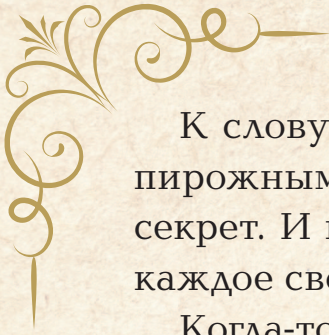 К слову
пирожным
секрет. И
каждое
Когда-то